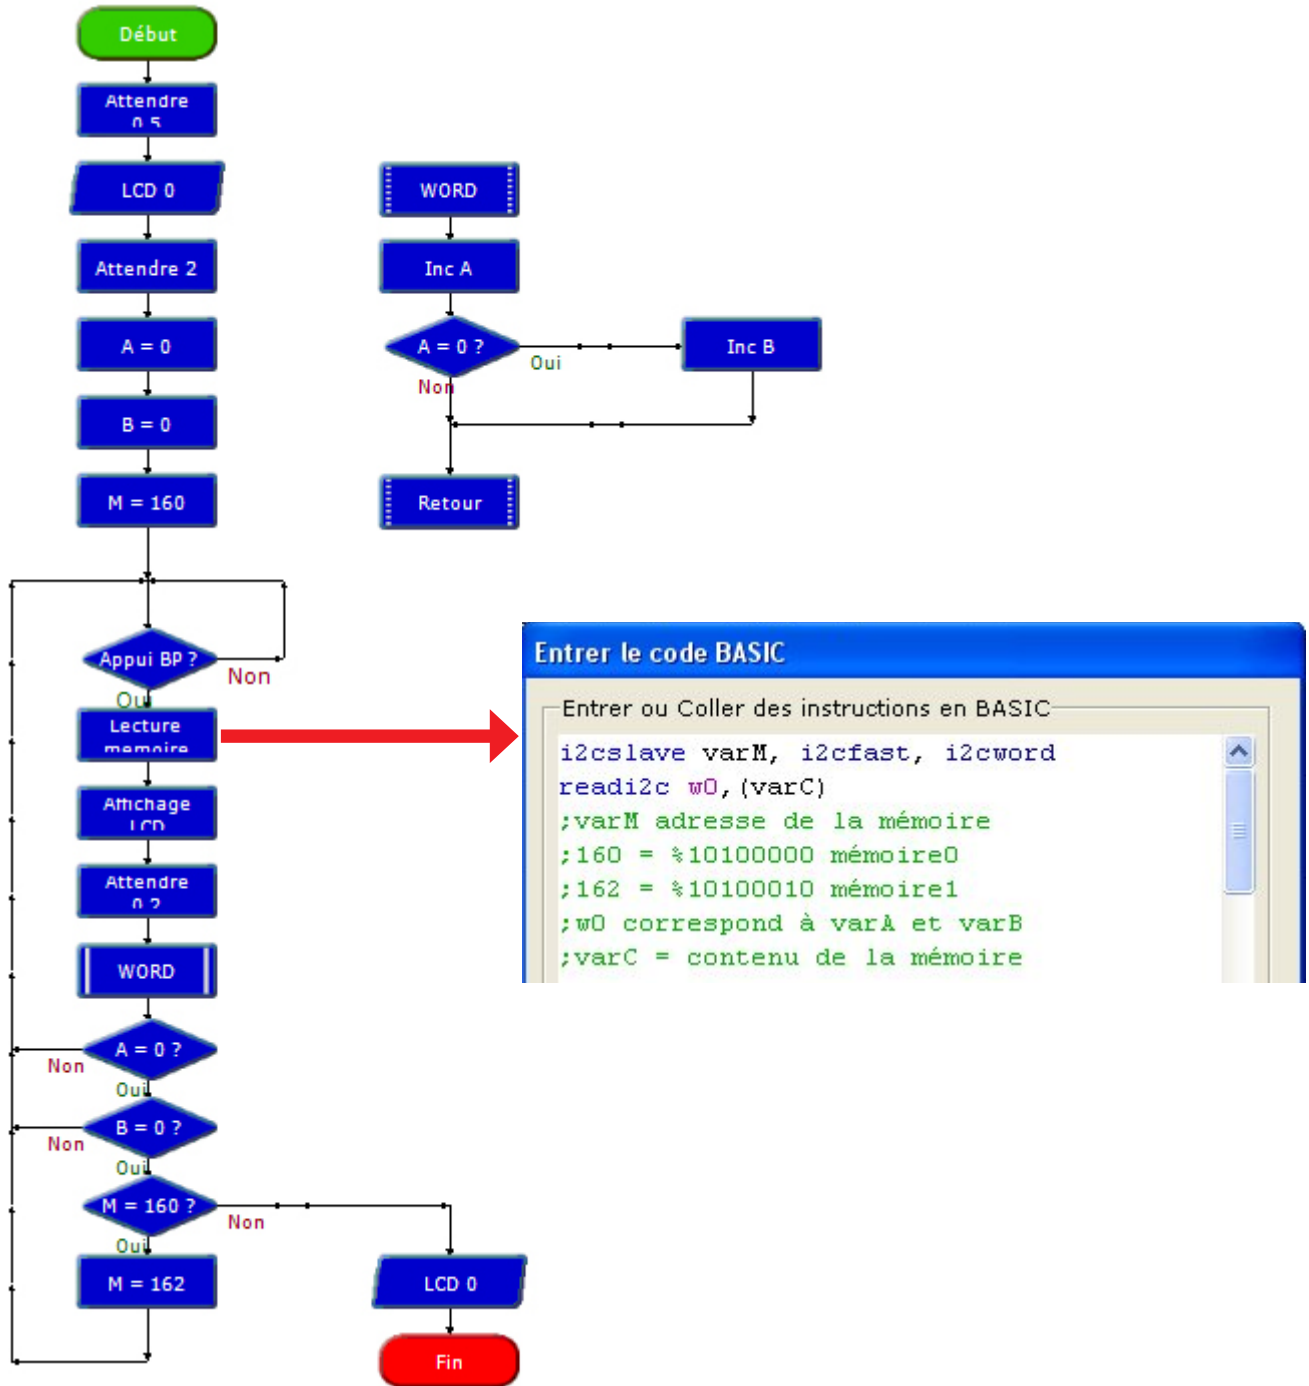 Début
Attendre
0.5
LCD 0
Attendre 2
A = 0
B = 0
M = 160
Appui BP ?
Non
Oui
Lecture
memoire
Affichage
LCD
Attendre
0.2
WORD
A = 0 ?
Non
Oui
B = 0 ?
Non
Oui
M = 160 ?
Non
Oui
M = 162
LCD 0
Fin
WORD
Inc A
A = 0 ?
Oui
Non
Inc B
Retour
Entrer le code BASIC
Entrer ou Coller des instructions en BASIC
i2cslave varM, i2cfast, i2cword
readi2c w0,(varC)
;varM adresse de la mémoire
;160 = %10100000 mémoire0
;162 = %10100010 mémoire1
;w0 correspond à varA et varB
;varC = contenu de la mémoire